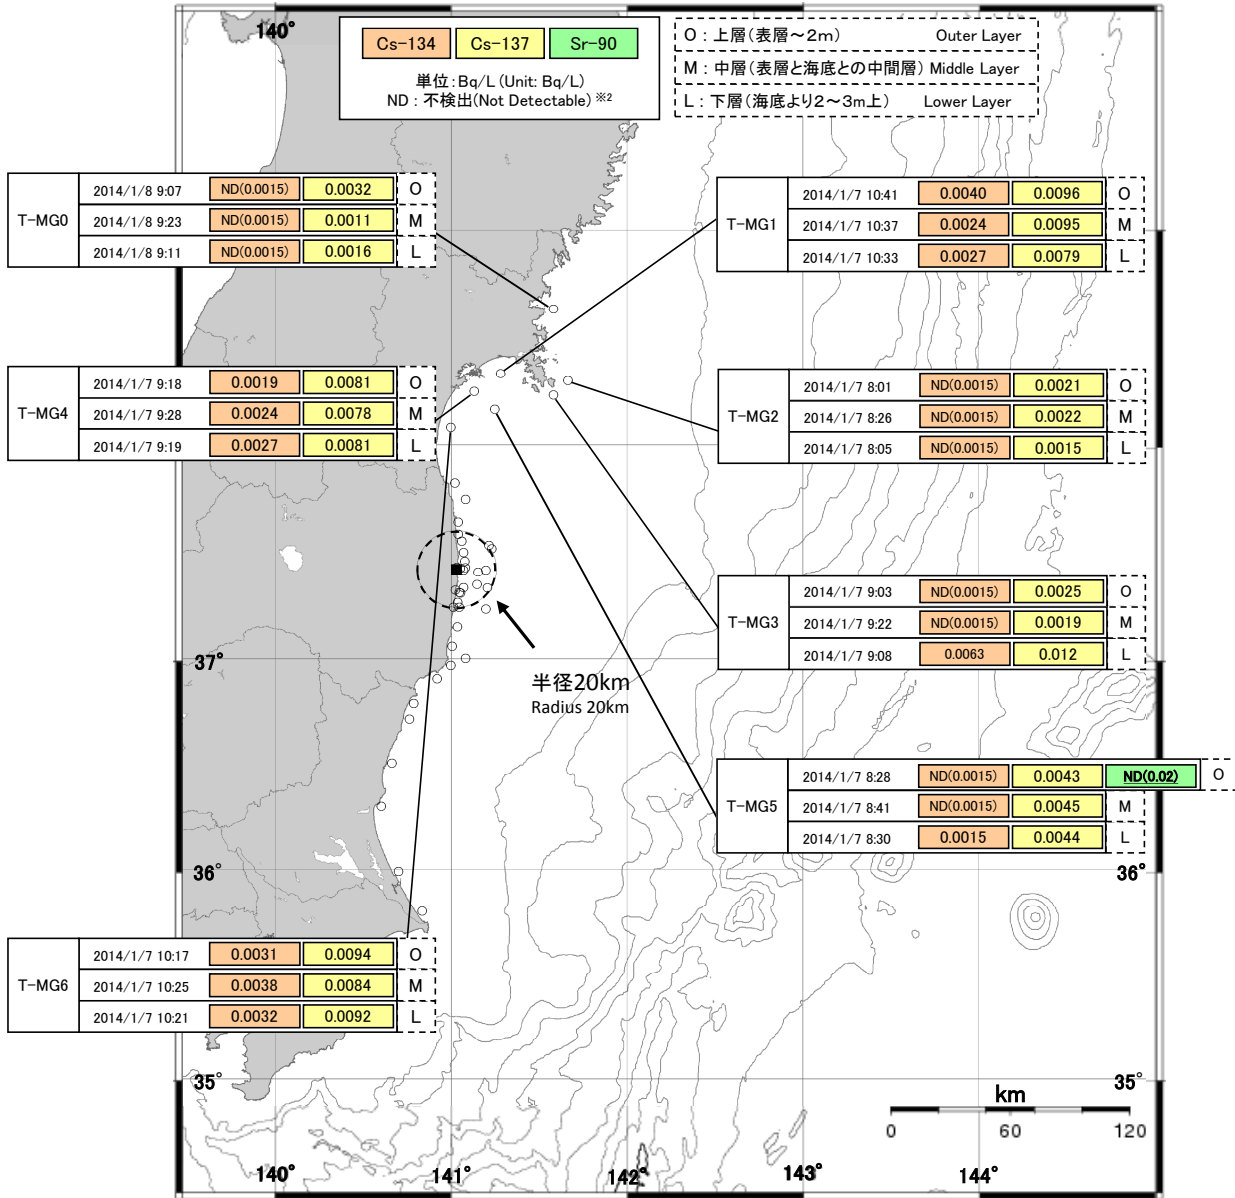 140°
Cs-134 Cs-137 Sr-90
単位:Bq/L (Unit: Bq/L)
ND : 不検出(Not Detectable) ※2
O : 上層(表層～2m) Outer Layer
M : 中層(表層と海底との中間層) Middle Layer
L : 下層(海底より2～3m上) Lower Layer
T-MG0
2014/1/8 9:07 ND(0.0015) 0.0032 O
2014/1/8 9:23 ND(0.0015) 0.0011 M
2014/1/8 9:11 ND(0.0015) 0.0016 L
T-MG1
2014/1/7 10:41 0.0040 0.0096 O
2014/1/7 10:37 0.0024 0.0095 M
2014/1/7 10:33 0.0027 0.0079 L
T-MG4
2014/1/7 9:18 0.0019 0.0081 O
2014/1/7 9:28 0.0024 0.0078 M
2014/1/7 9:19 0.0027 0.0081 L
T-MG2
2014/1/7 8:01 ND(0.0015) 0.0021 O
2014/1/7 8:26 ND(0.0015) 0.0022 M
2014/1/7 8:05 ND(0.0015) 0.0015 L
T-MG3
2014/1/7 9:03 ND(0.0015) 0.0025 O
2014/1/7 9:22 ND(0.0015) 0.0019 M
2014/1/7 9:08 0.0063 0.012 L
37°
半径20km
Radius 20km
T-MG5
2014/1/7 8:28 ND(0.0015) 0.0043 ND(0.02) O
2014/1/7 8:41 ND(0.0015) 0.0045 M
2014/1/7 8:30 0.0015 0.0044 L
36° 36°
T-MG6
2014/1/7 10:17 0.0031 0.0094 O
2014/1/7 10:25 0.0038 0.0084 M
2014/1/7 10:21 0.0032 0.0092 L
35° 35°
km
0 60 120
140° 141° 142° 143° 144°